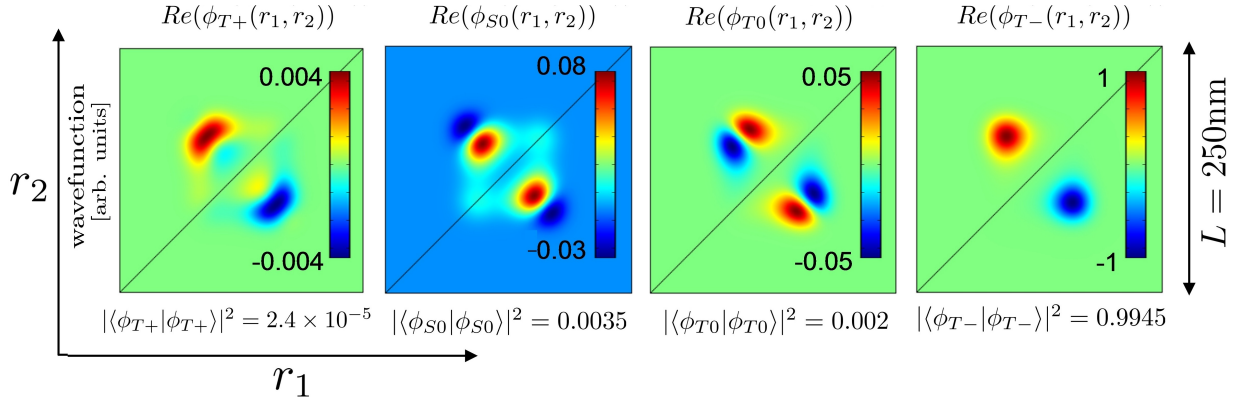 Re(ϕ_{T+}(r_1, r_2))
Re(ϕ_{S0}(r_1, r_2))
Re(ϕ_{T0}(r_1, r_2))
Re(ϕ_{T−}(r_1, r_2))
r_2
wavefunction
[arb. units]
0.004
-0.004
0.08
-0.03
0.05
-0.05
1
-1
L = 250nm
|⟨ϕ_{T+}|ϕ_{T+}⟩|^2 = 2.4 × 10^{-5}
|⟨ϕ_{S0}|ϕ_{S0}⟩|^2 = 0.0035
|⟨ϕ_{T0}|ϕ_{T0}⟩|^2 = 0.002
|⟨ϕ_{T−}|ϕ_{T−}⟩|^2 = 0.9945
r_1